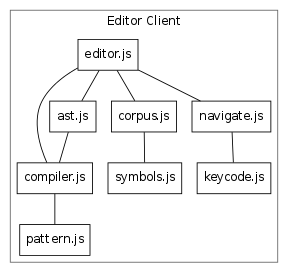 Editor Client
editor.js
ast.js
corpus.js
navigate.js
compiler.js
symbols.js
keycode.js
pattern.js